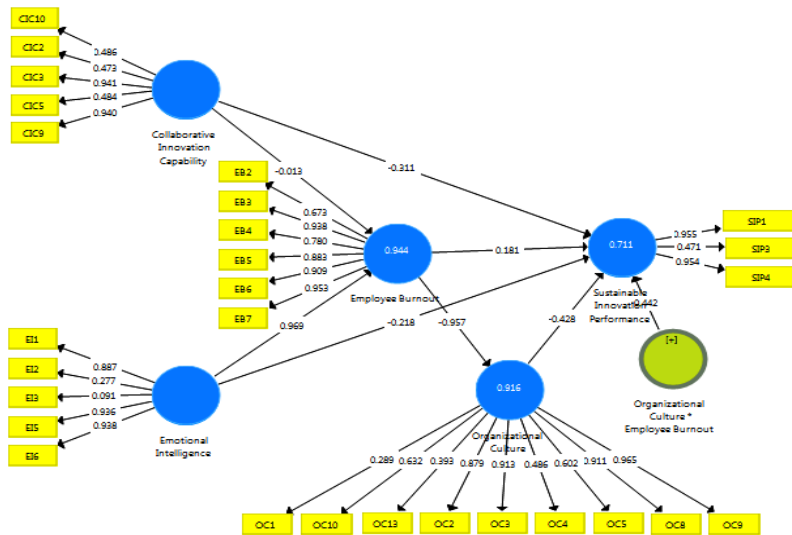 CIC10
CIC2
CIC3
CIC5
CIC9
0.486
0.473
0.941
0.484
0.940
Collaborative
Innovation
Capability
-0.013
-0.311
EB2
EB3
EB4
EB5
EB6
EB7
0.673
0.938
0.780
0.883
0.909
0.953
0.944
Employee Burnout
0.181
0.711
Sustainable
Innovation
Performance
0.955
0.471
0.954
SIP1
SIP3
SIP4
0.969
-0.218
-0.957
-0.428
[+]
Organizational
Culture *
Employee Burnout
EI1
EI2
EI3
EI5
EI6
0.887
0.277
0.091
0.936
0.938
Emotional
Intelligence
0.916
Organizational
Culture
0.289
0.632
0.393
0.879
0.913
0.486
0.602
0.911
0.965
OC1
OC10
OC13
OC2
OC3
OC4
OC5
OC8
OC9